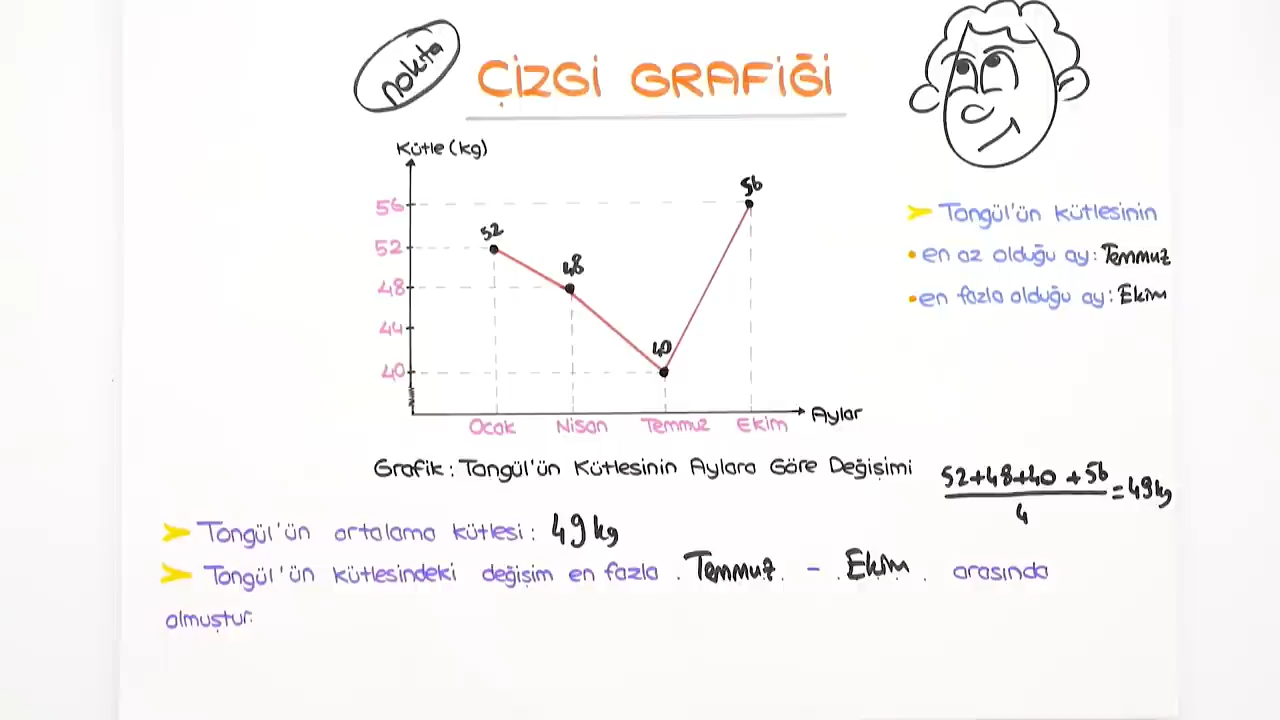 nokta
ÇİZGİ GRAFİĞİ
Kütle (kg)
56
52
48
44
40
52
48
40
56
Ocak Nisan Temmuz Ekim
Aylar
Grafik : Tongül'ün Kütlesinin Aylara Göre Değişimi
➤ Tongül'ün kütlesinin
• en az olduğu ay : Temmuz
• en fazla olduğu ay : Ekim
52+48+40+56
4
=49kg
➤ Tongül'ün ortalama kütlesi : 49 kg
➤ Tongül'ün kütlesindeki değişim en fazla . Temmuz . - . Ekim . arasında
olmuştur.